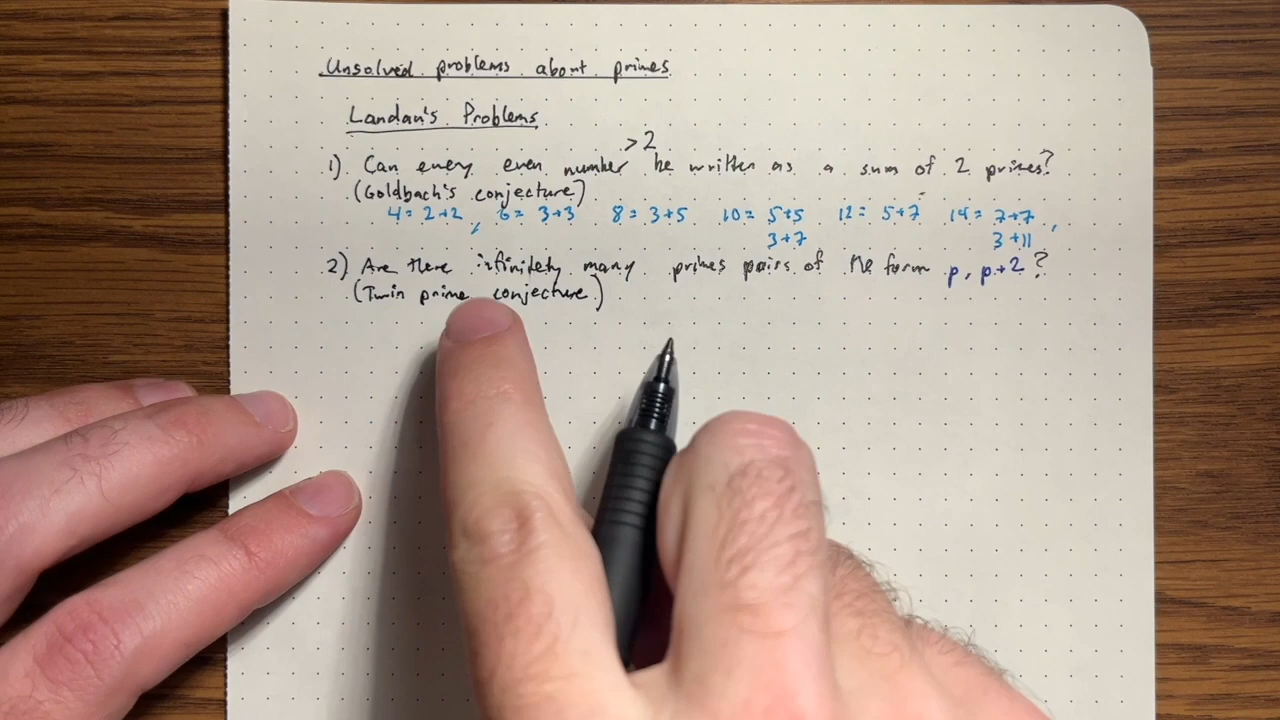 Unsolved problems about primes
Landau's Problems
>2
1) Can every even number be written as a sum of 2 primes?
(Goldbach's conjecture)
4 = 2+2, 6 = 3+3 8 = 3+5 10 = 5+5 12 = 5+7 14 = 7+7,
3+7 3+11
2) Are there infinitely many primes pairs of the form p, p+2?
(Twin prime conjecture)